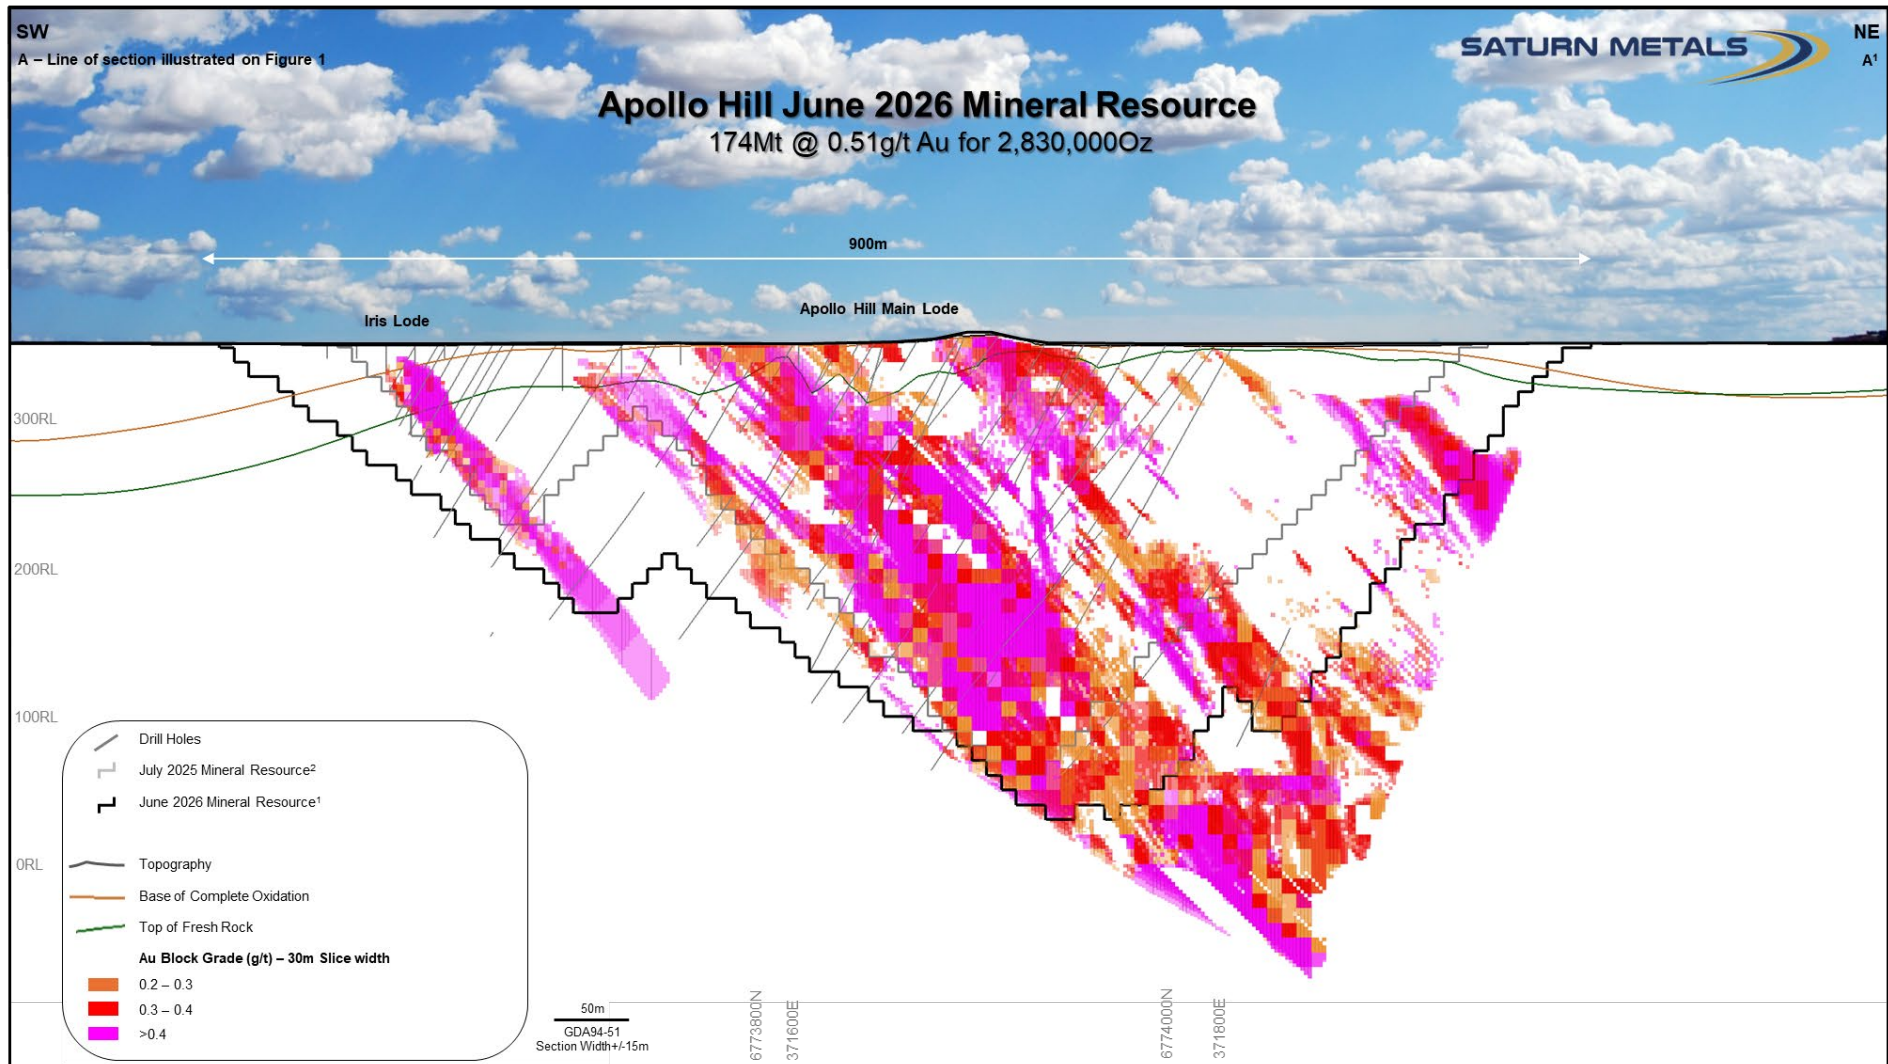 SW
A – Line of section illustrated on Figure 1
SATURN METALS
NE
A¹
Apollo Hill June 2026 Mineral Resource
174Mt @ 0.51g/t Au for 2,830,000Oz
900m
Iris Lode
Apollo Hill Main Lode
300RL
200RL
100RL
0RL
Drill Holes
July 2025 Mineral Resource²
June 2026 Mineral Resource¹
Topography
Base of Complete Oxidation
Top of Fresh Rock
Au Block Grade (g/t) – 30m Slice width
0.2 – 0.3
0.3 – 0.4
>0.4
50m
GDA94-51
Section Width+/-15m
6773800N
371600E
6774000N
371800E